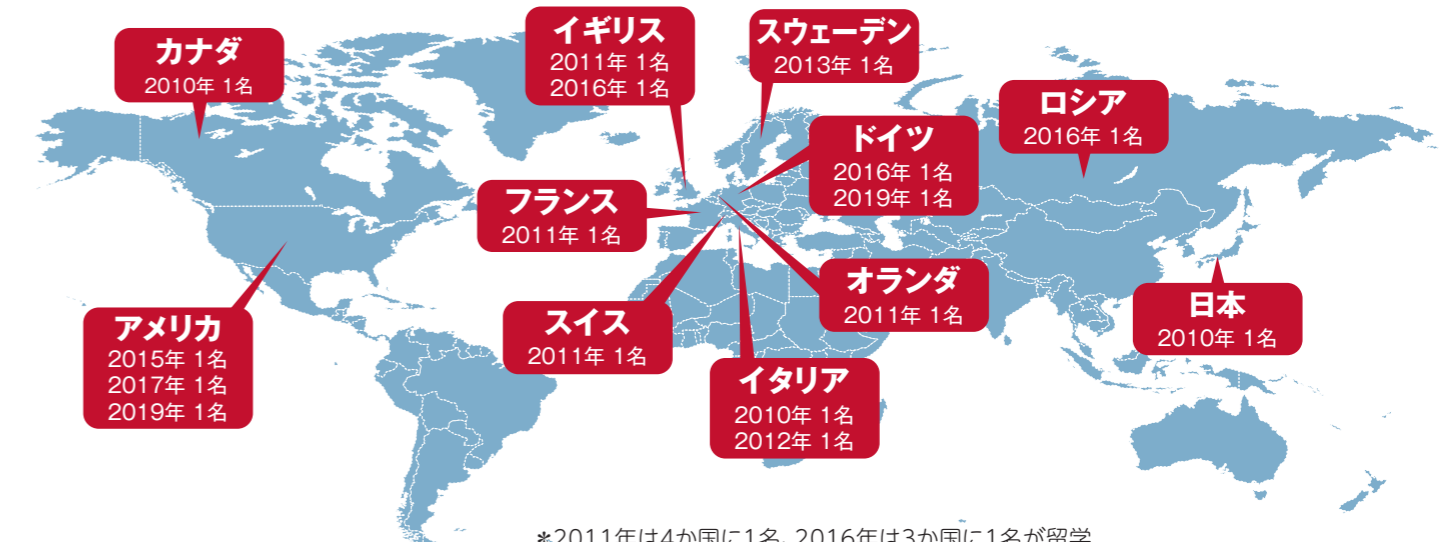 カナダ
2010年 1名
イギリス
2011年 1名
2016年 1名
スウェーデン
2013年 1名
ロシア
2016年 1名
ドイツ
2016年 1名
2019年 1名
フランス
2011年 1名
オランダ
2011年 1名
日本
2010年 1名
スイス
2011年 1名
アメリカ
2015年 1名
2017年 1名
2019年 1名
イタリア
2010年 1名
2012年 1名
*2011年は4か国に1名、2016年は3か国に1名が留学